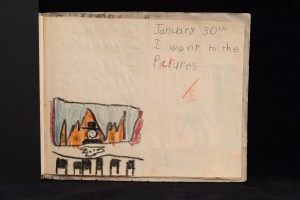 January 30th
I went to the
Pictures